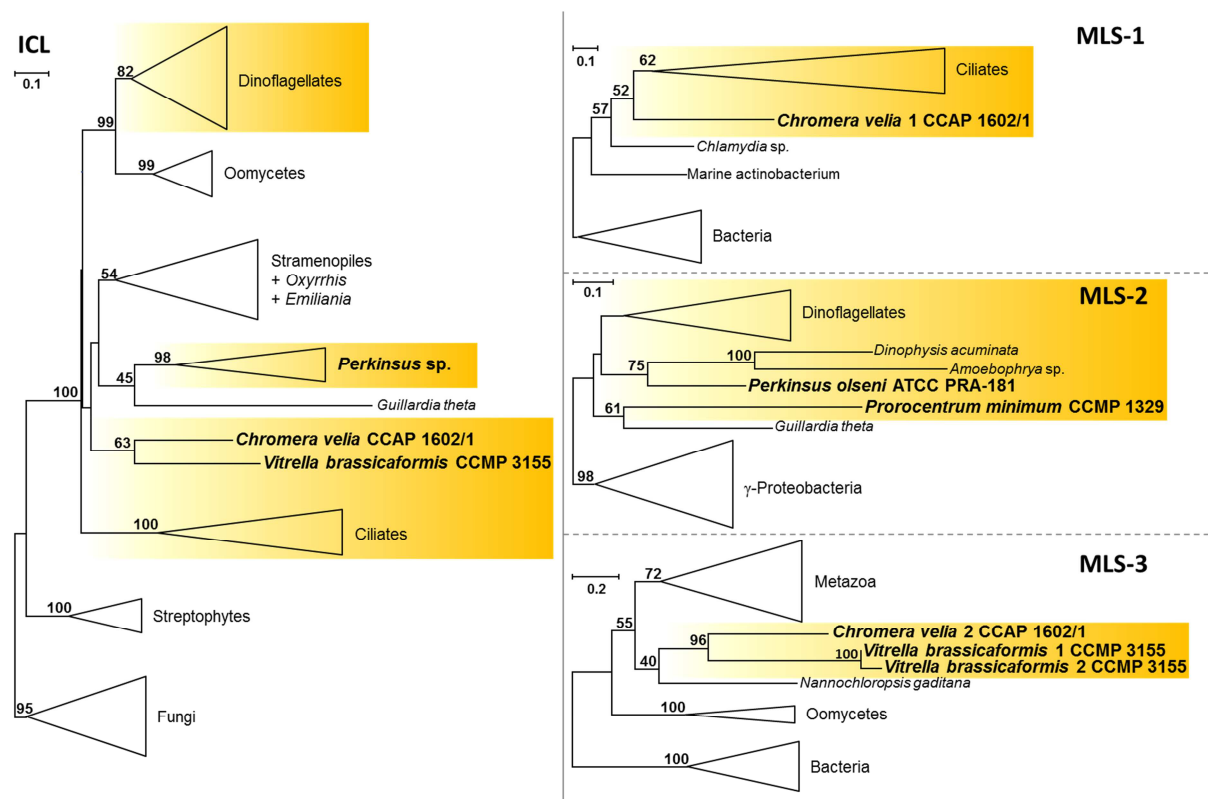 ICL
0.1
82
Dinoflagellates
99
99
Oomycetes
54
Stramenopiles
+ Oxyrrhis
+ Emiliania
98
Perkinsus sp.
45
Guillardia theta
100
63
Chromera velia CCAP 1602/1
Vitrella brassicaformis CCMP 3155
100
Ciliates
100
Streptophytes
95
Fungi
MLS-1
0.1
62
Ciliates
52
Chromera velia 1 CCAP 1602/1
57
Chlamydia sp.
Marine actinobacterium
Bacteria
MLS-2
0.1
Dinoflagellates
Dinophysis acuminata
100
75
Amoebophrya sp.
Perkinsus olseni ATCC PRA-181
Prorocentrum minimum CCMP 1329
61
Guillardia theta
98
γ-Proteobacteria
MLS-3
0.2
72
Metazoa
55
Chromera velia 2 CCAP 1602/1
96
Vitrella brassicaformis 1 CCMP 3155
100
Vitrella brassicaformis 2 CCMP 3155
40
Nannochloropsis gaditana
100
Oomycetes
100
Bacteria